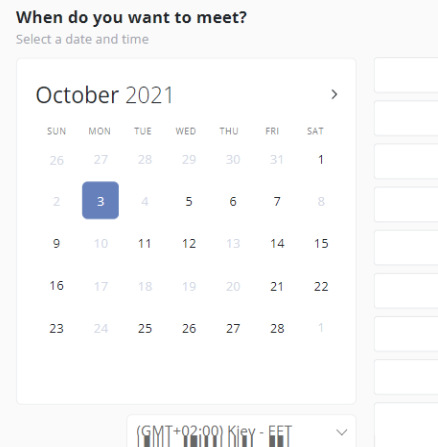 When do you want to meet?
Select a date and time
October 2021
SUN MON TUE WED THU FRI SAT
26 27 28 29 30 31 1
2 3 4 5 6 7 8
9 10 11 12 13 14 15
16 17 18 19 20 21 22
23 24 25 26 27 28 1
(GMT+02:00) Kiev - EET